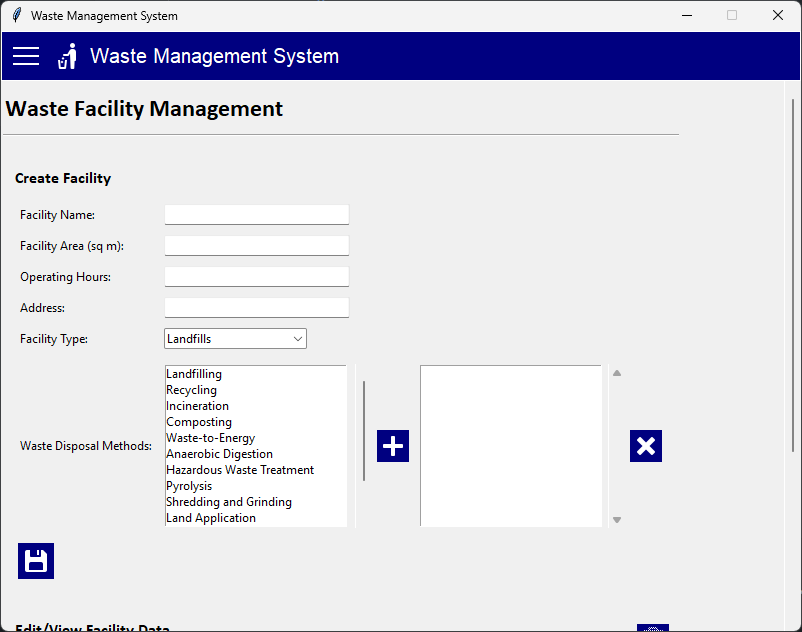 Waste Management System
Waste Management System
Waste Facility Management
Create Facility
Facility Name:
Facility Area (sq m):
Operating Hours:
Address:
Facility Type: Landfills
Waste Disposal Methods:
Landfilling
Recycling
Incineration
Composting
Waste-to-Energy
Anaerobic Digestion
Hazardous Waste Treatment
Pyrolysis
Shredding and Grinding
Land Application
Edit/View Facility Data